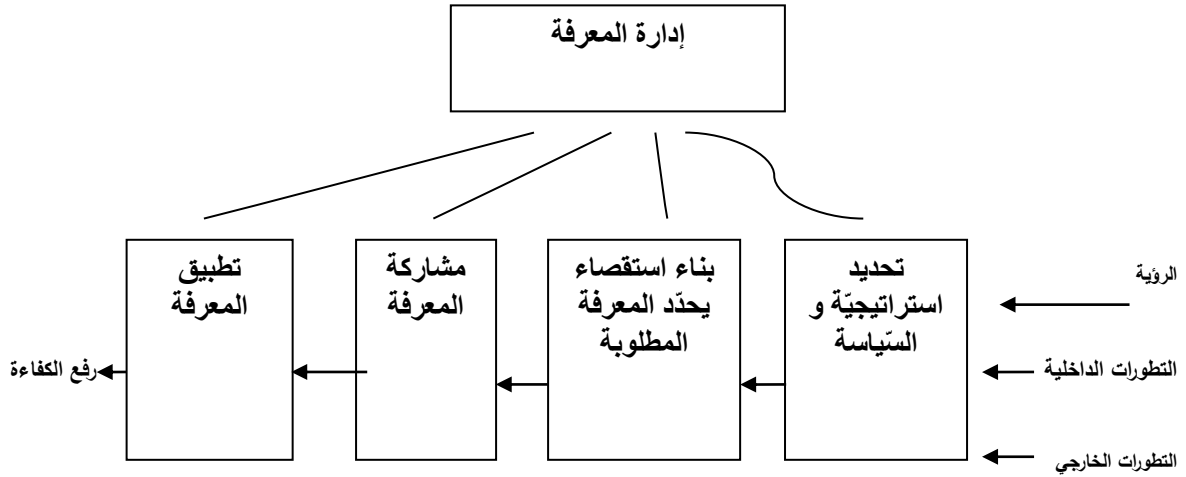 إدارة المعرفة
الرؤية
التطورات الداخلية
التطورات الخارجي
تحديد
استراتيجيّة و
السّياسة
بناء استقصاء
يحدّد المعرفة
المطلوبة
مشاركة
المعرفة
تطبيق
المعرفة
رفع الكفاءة